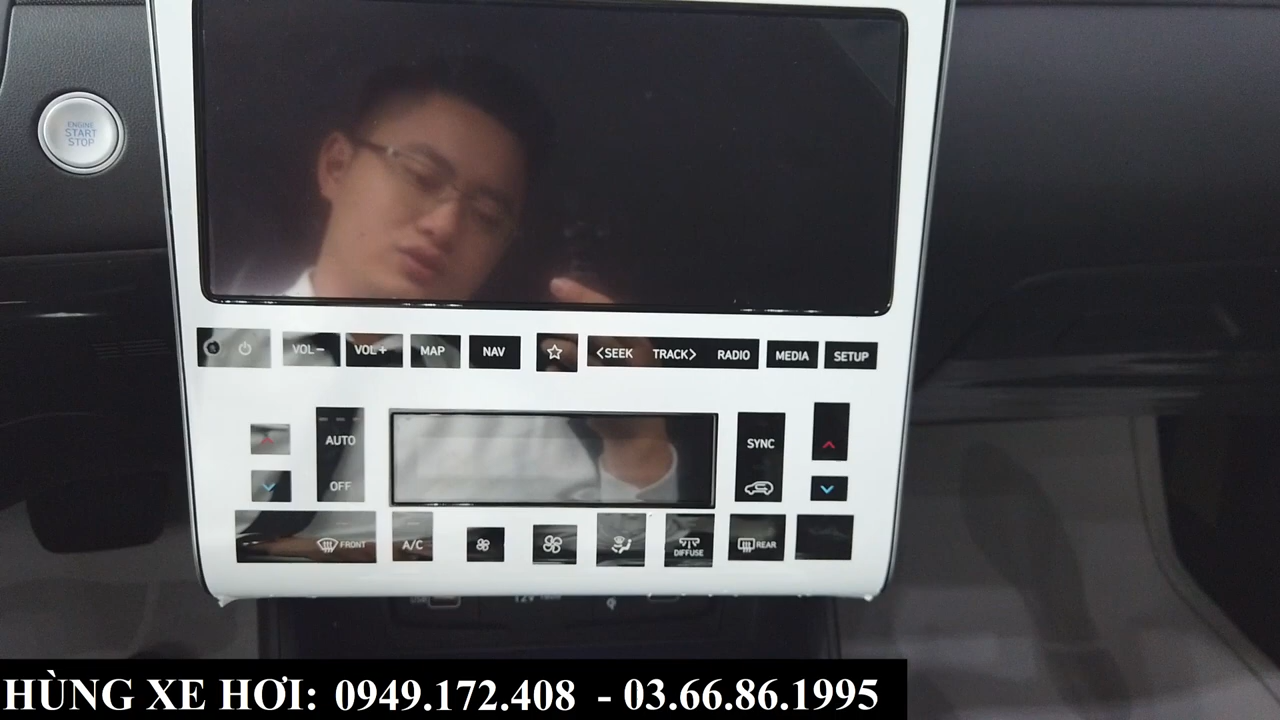 ENGINE
START
STOP
VOL− VOL+ MAP NAV <SEEK TRACK> RADIO MEDIA SETUP
AUTO SYNC
OFF
FRONT A/C DIFFUSE REAR
HÙNG XE HƠI: 0949.172.408 - 03.66.86.1995